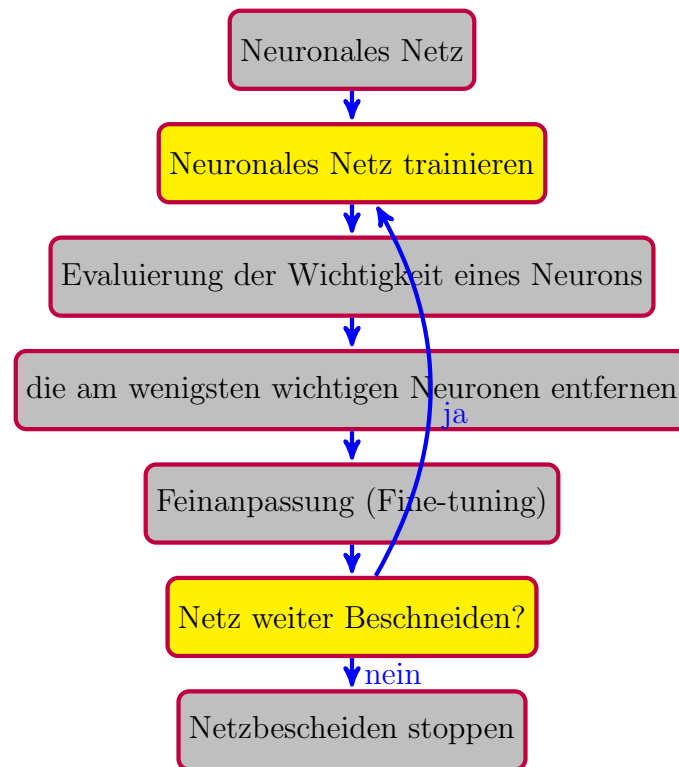 Neuronales Netz
Neuronales Netz trainieren
Evaluierung der Wichtigkeit eines Neurons
die am wenigsten wichtigen Neuronen entfernen
ja
Feinanpassung (Fine-tuning)
Netz weiter Beschneiden?
nein
Netzbescheiden stoppen